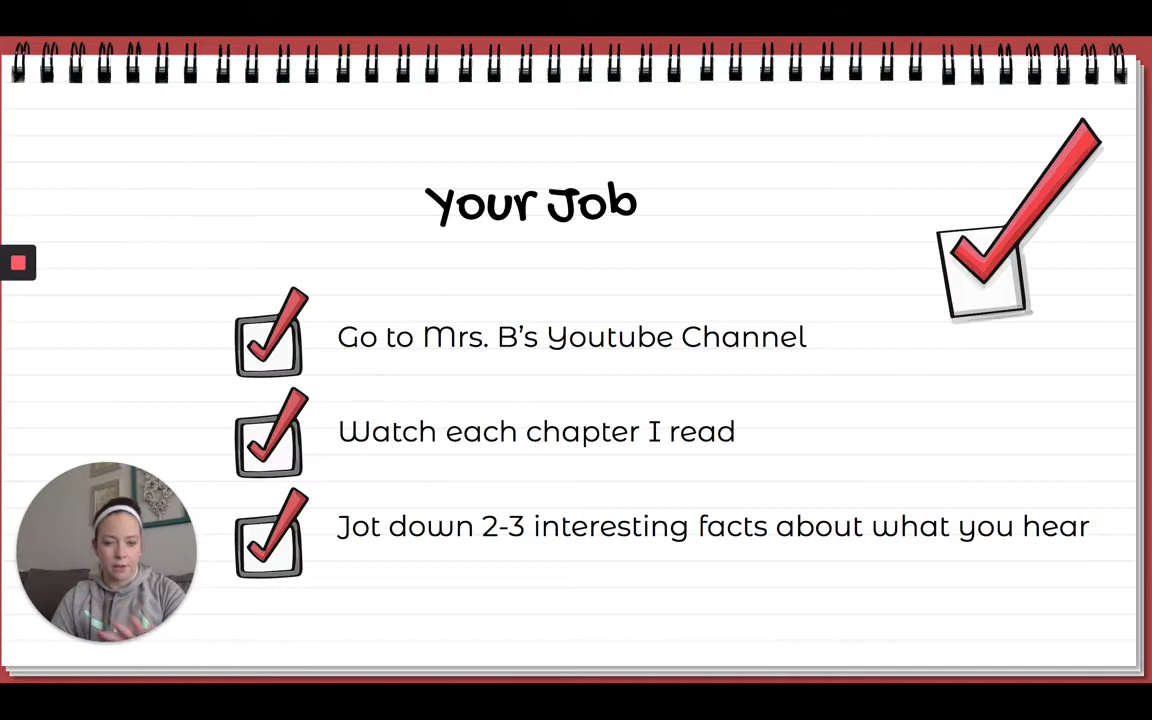 Your Job
Go to Mrs. B’s Youtube Channel
Watch each chapter I read
Jot down 2-3 interesting facts about what you hear